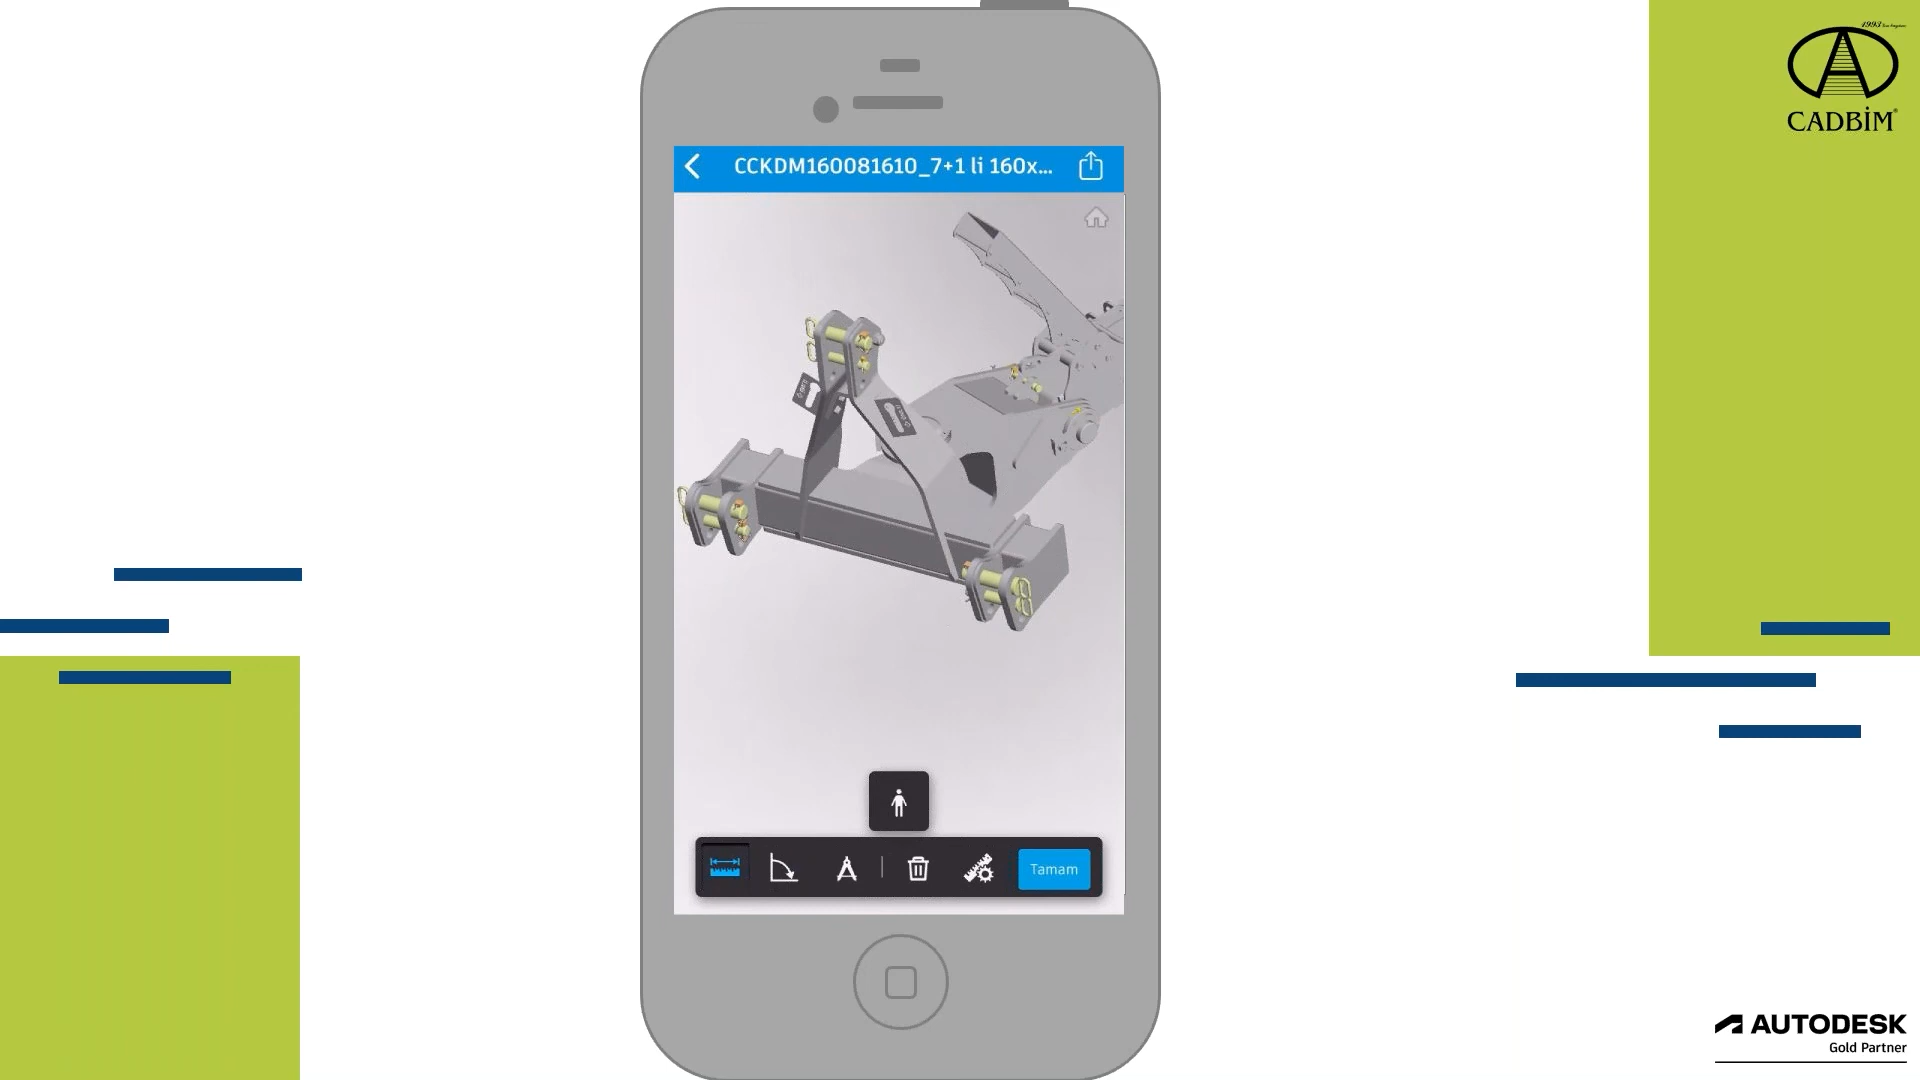 1993
CADBİM
CCKDM160081610_7+1 li 160x...
Tamam
AUTODESK
Gold Partner